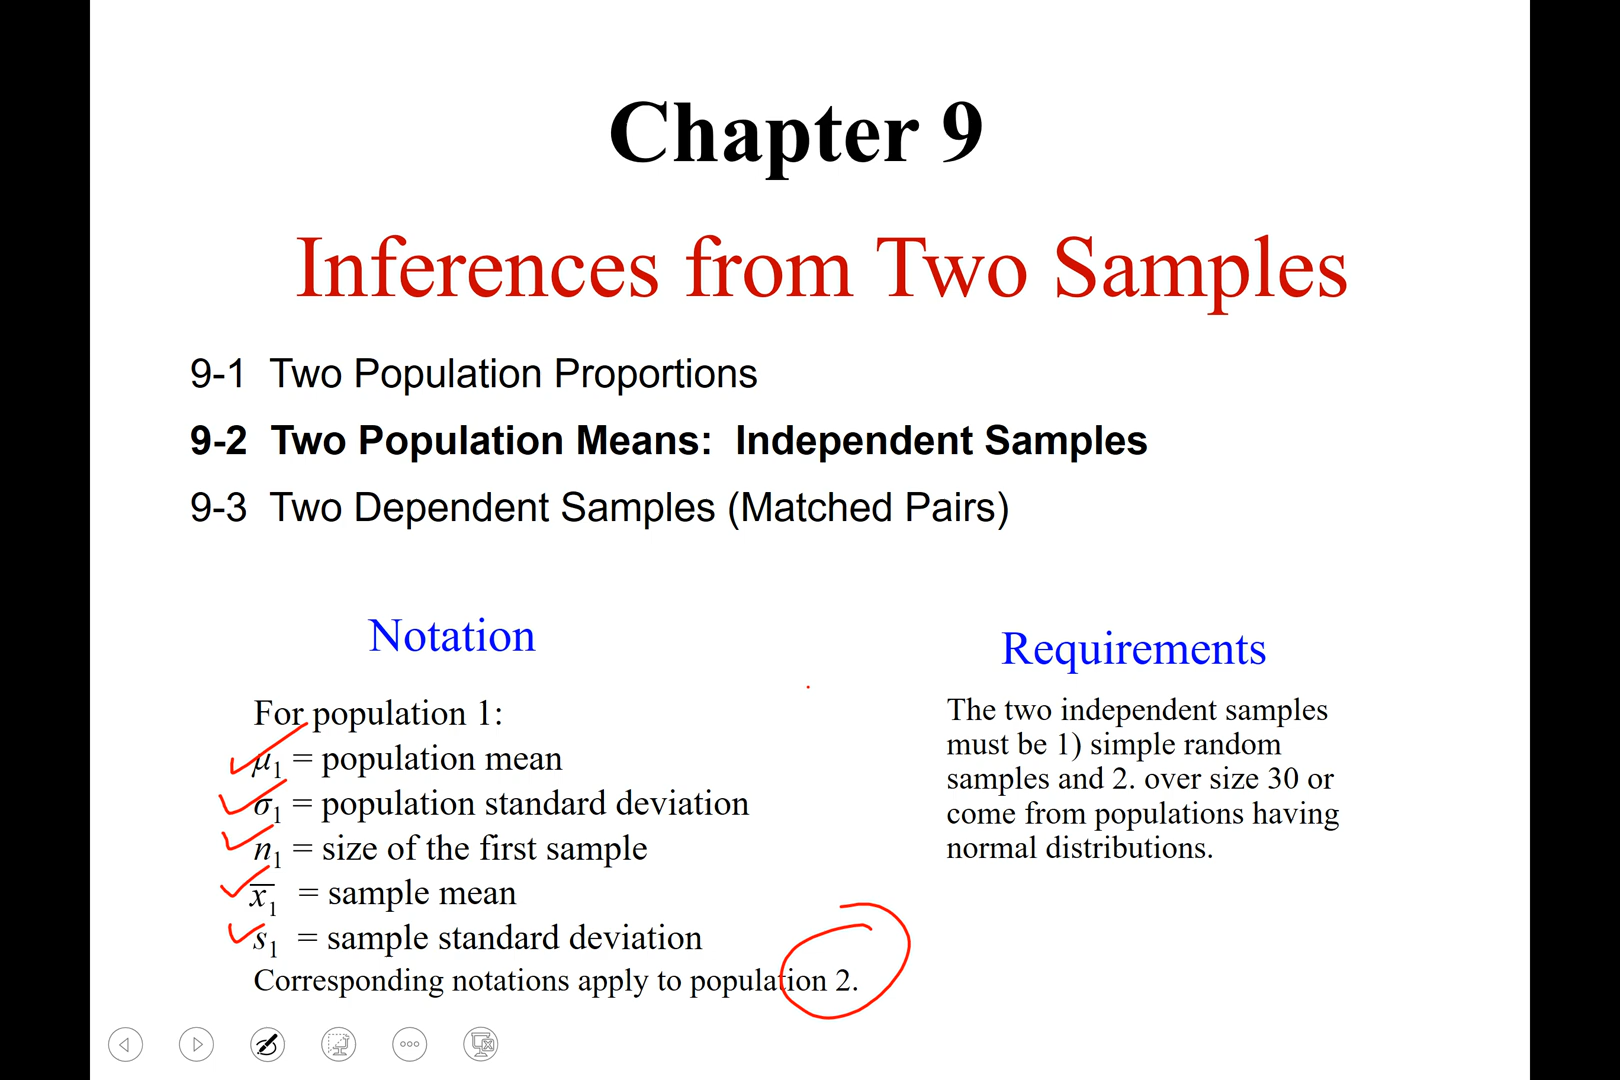 Chapter 9
Inferences from Two Samples
9-1 Two Population Proportions
9-2 Two Population Means: Independent Samples
9-3 Two Dependent Samples (Matched Pairs)
Notation
For population 1:
μ₁ = population mean
σ₁ = population standard deviation
n₁ = size of the first sample
x̅₁ = sample mean
s₁ = sample standard deviation
Corresponding notations apply to population 2.
Requirements
The two independent samples
must be 1) simple random
samples and 2. over size 30 or
come from populations having
normal distributions.